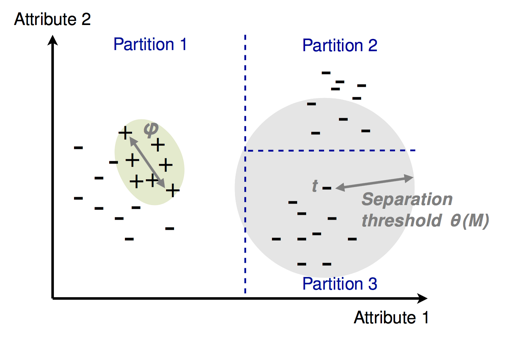 Attribute 2
Partition 1
Partition 2
φ
t
Separation
threshold θ(M)
Partition 3
Attribute 1